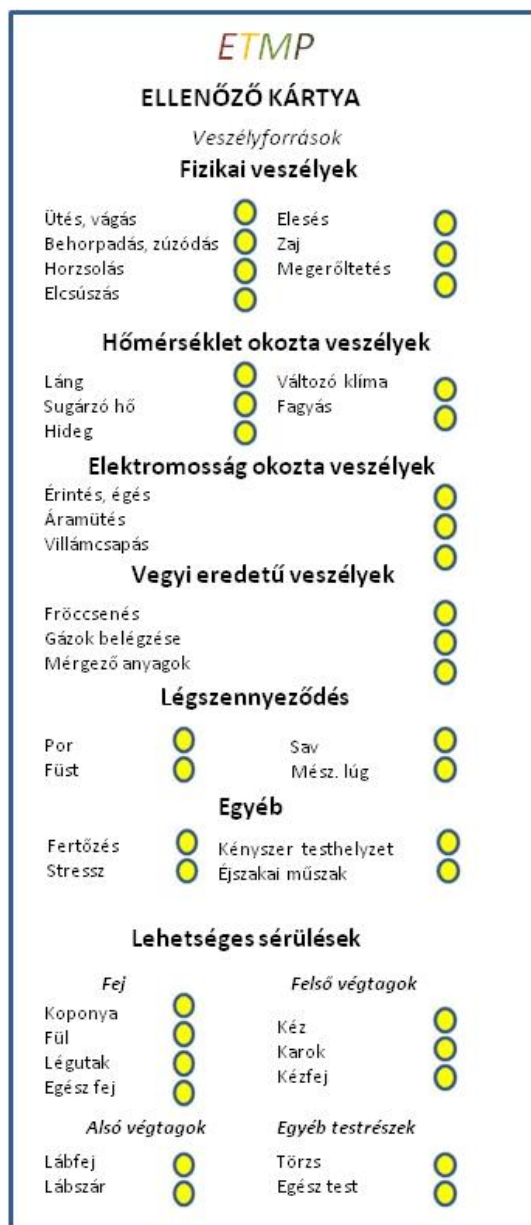 ETMP
ELLENŐZŐ KÁRTYA
Veszélyforrások
Fizikai veszélyek
Ütés, vágás
Behorpadás, zúzódás
Horzsolás
Elcsúszás
Elesés
Zaj
Megerőltetés
Hőmérséklet okozta veszélyek
Láng
Sugárzó hő
Hideg
Változó klíma
Fagyás
Elektromosság okozta veszélyek
Érintés, égés
Áramütés
Villámcsapás
Vegyi eredetű veszélyek
Fröccsenés
Gázok belégzése
Mérgező anyagok
Légszennyeződés
Por
Füst
Sav
Mész. lúg
Egyéb
Fertőzés
Stressz
Kényszer testhelyzet
Éjszakai műszak
Lehetséges sérülések
Fej
Koponya
Fül
Légutak
Egész fej
Felső végtagok
Kéz
Karok
Kézfej
Alsó végtagok
Lábfej
Lábszár
Egyéb testrészek
Törzs
Egész test